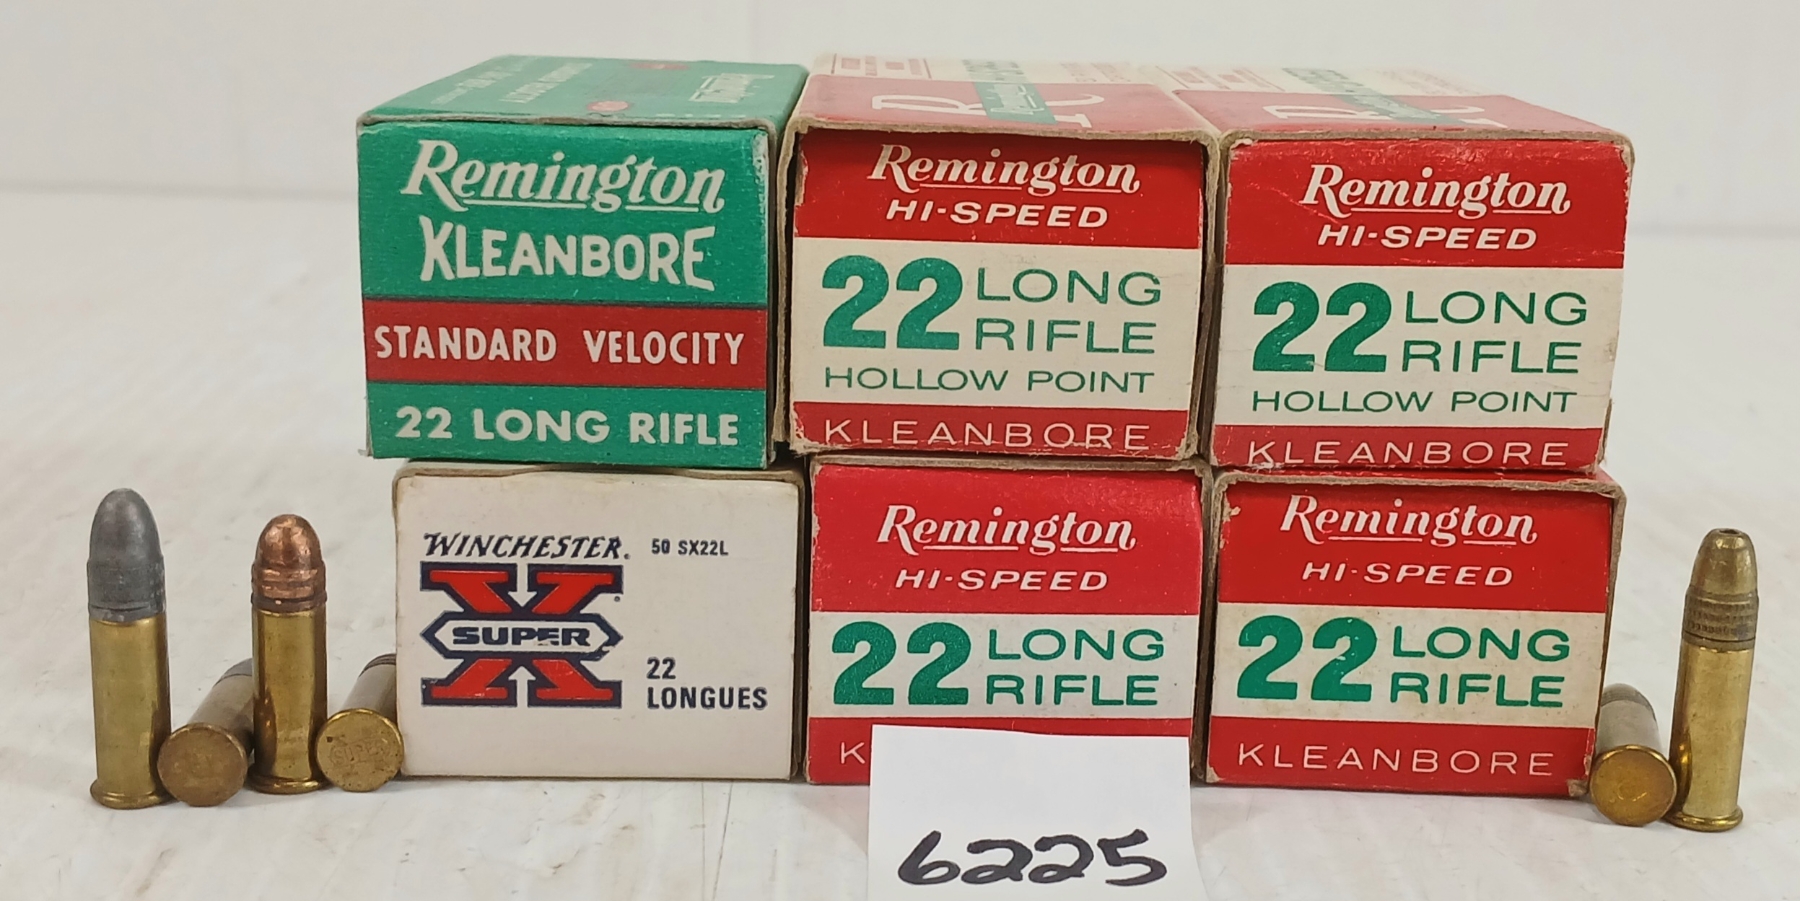 Remington
KLEANBORE
STANDARD VELOCITY
22 LONG RIFLE
Remington
HI-SPEED
22 LONG
RIFLE
HOLLOW POINT
KLEANBORE
Remington
HI-SPEED
22 LONG
RIFLE
HOLLOW POINT
KLEANBORE
WINCHESTER. 50 SX22L
X
SUPER
22
LONGUES
Remington
HI-SPEED
22 LONG
RIFLE
K
Remington
HI-SPEED
22 LONG
RIFLE
KLEANBORE
SUPER
6225